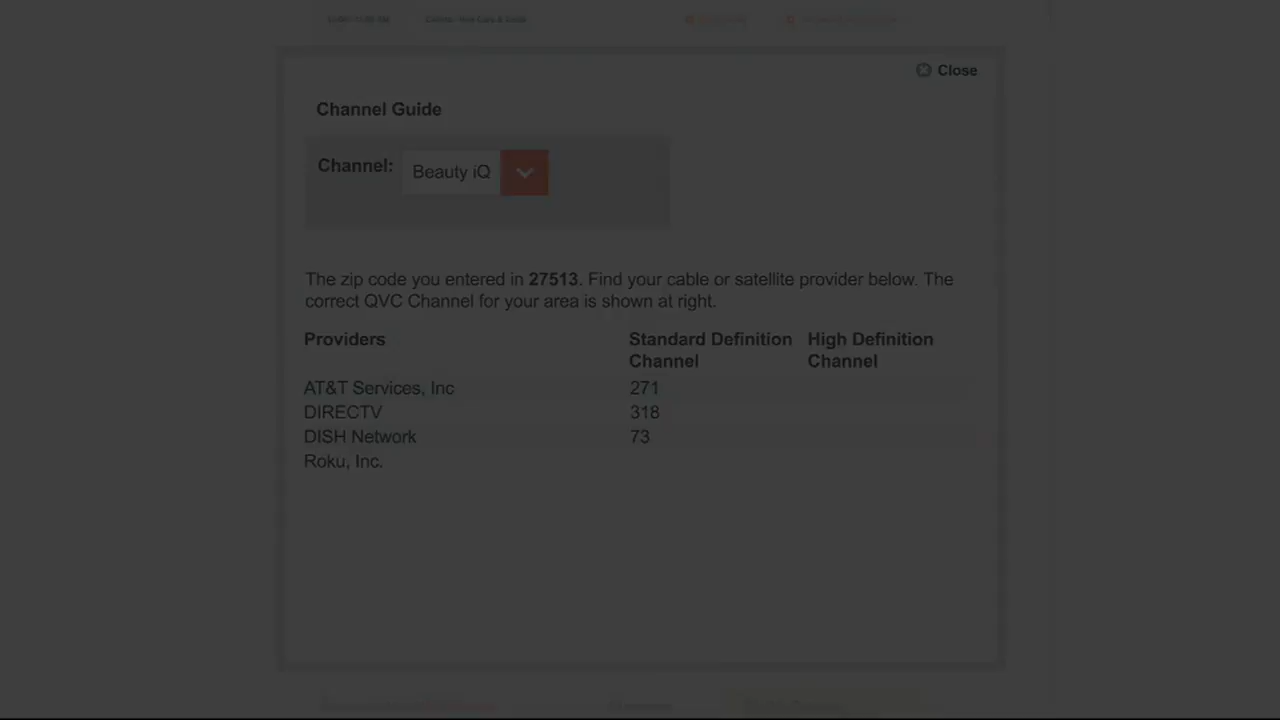 Close
Channel Guide
Channel: Beauty iQ
The zip code you entered in 27513. Find your cable or satellite provider below. The
correct QVC Channel for your area is shown at right.
Providers Standard Definition Channel High Definition Channel
AT&T Services, Inc 271
DIRECTV 318
DISH Network 73
Roku, Inc.